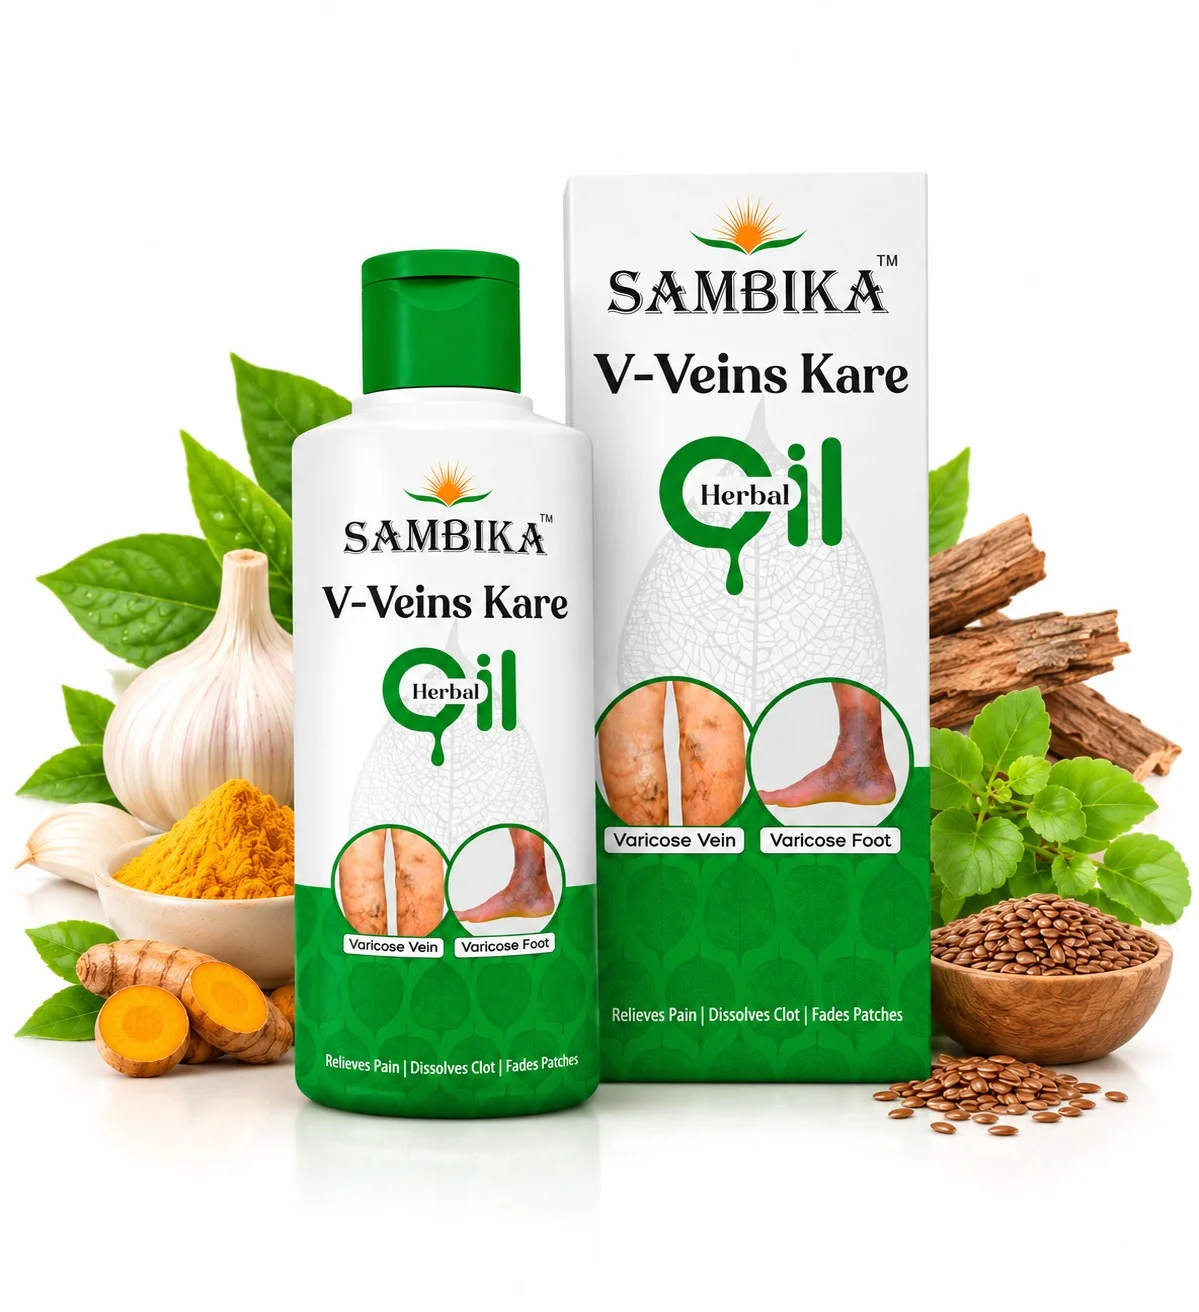 SAMBIKA™
V-Veins Kare
Herbal
Oil
Varicose Vein
Varicose Foot
Relieves Pain | Dissolves Clot | Fades Patches
SAMBIKA™
V-Veins Kare
Herbal
Oil
Varicose Vein
Varicose Foot
Relieves Pain | Dissolves Clot | Fades Patches